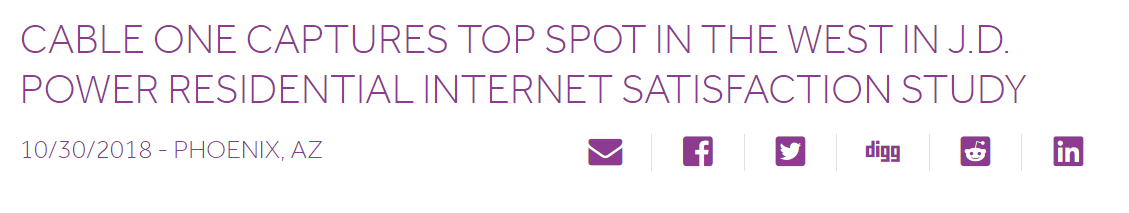 CABLE ONE CAPTURES TOP SPOT IN THE WEST IN J.D.
POWER RESIDENTIAL INTERNET SATISFACTION STUDY
10/30/2018 - PHOENIX, AZ
digg
in